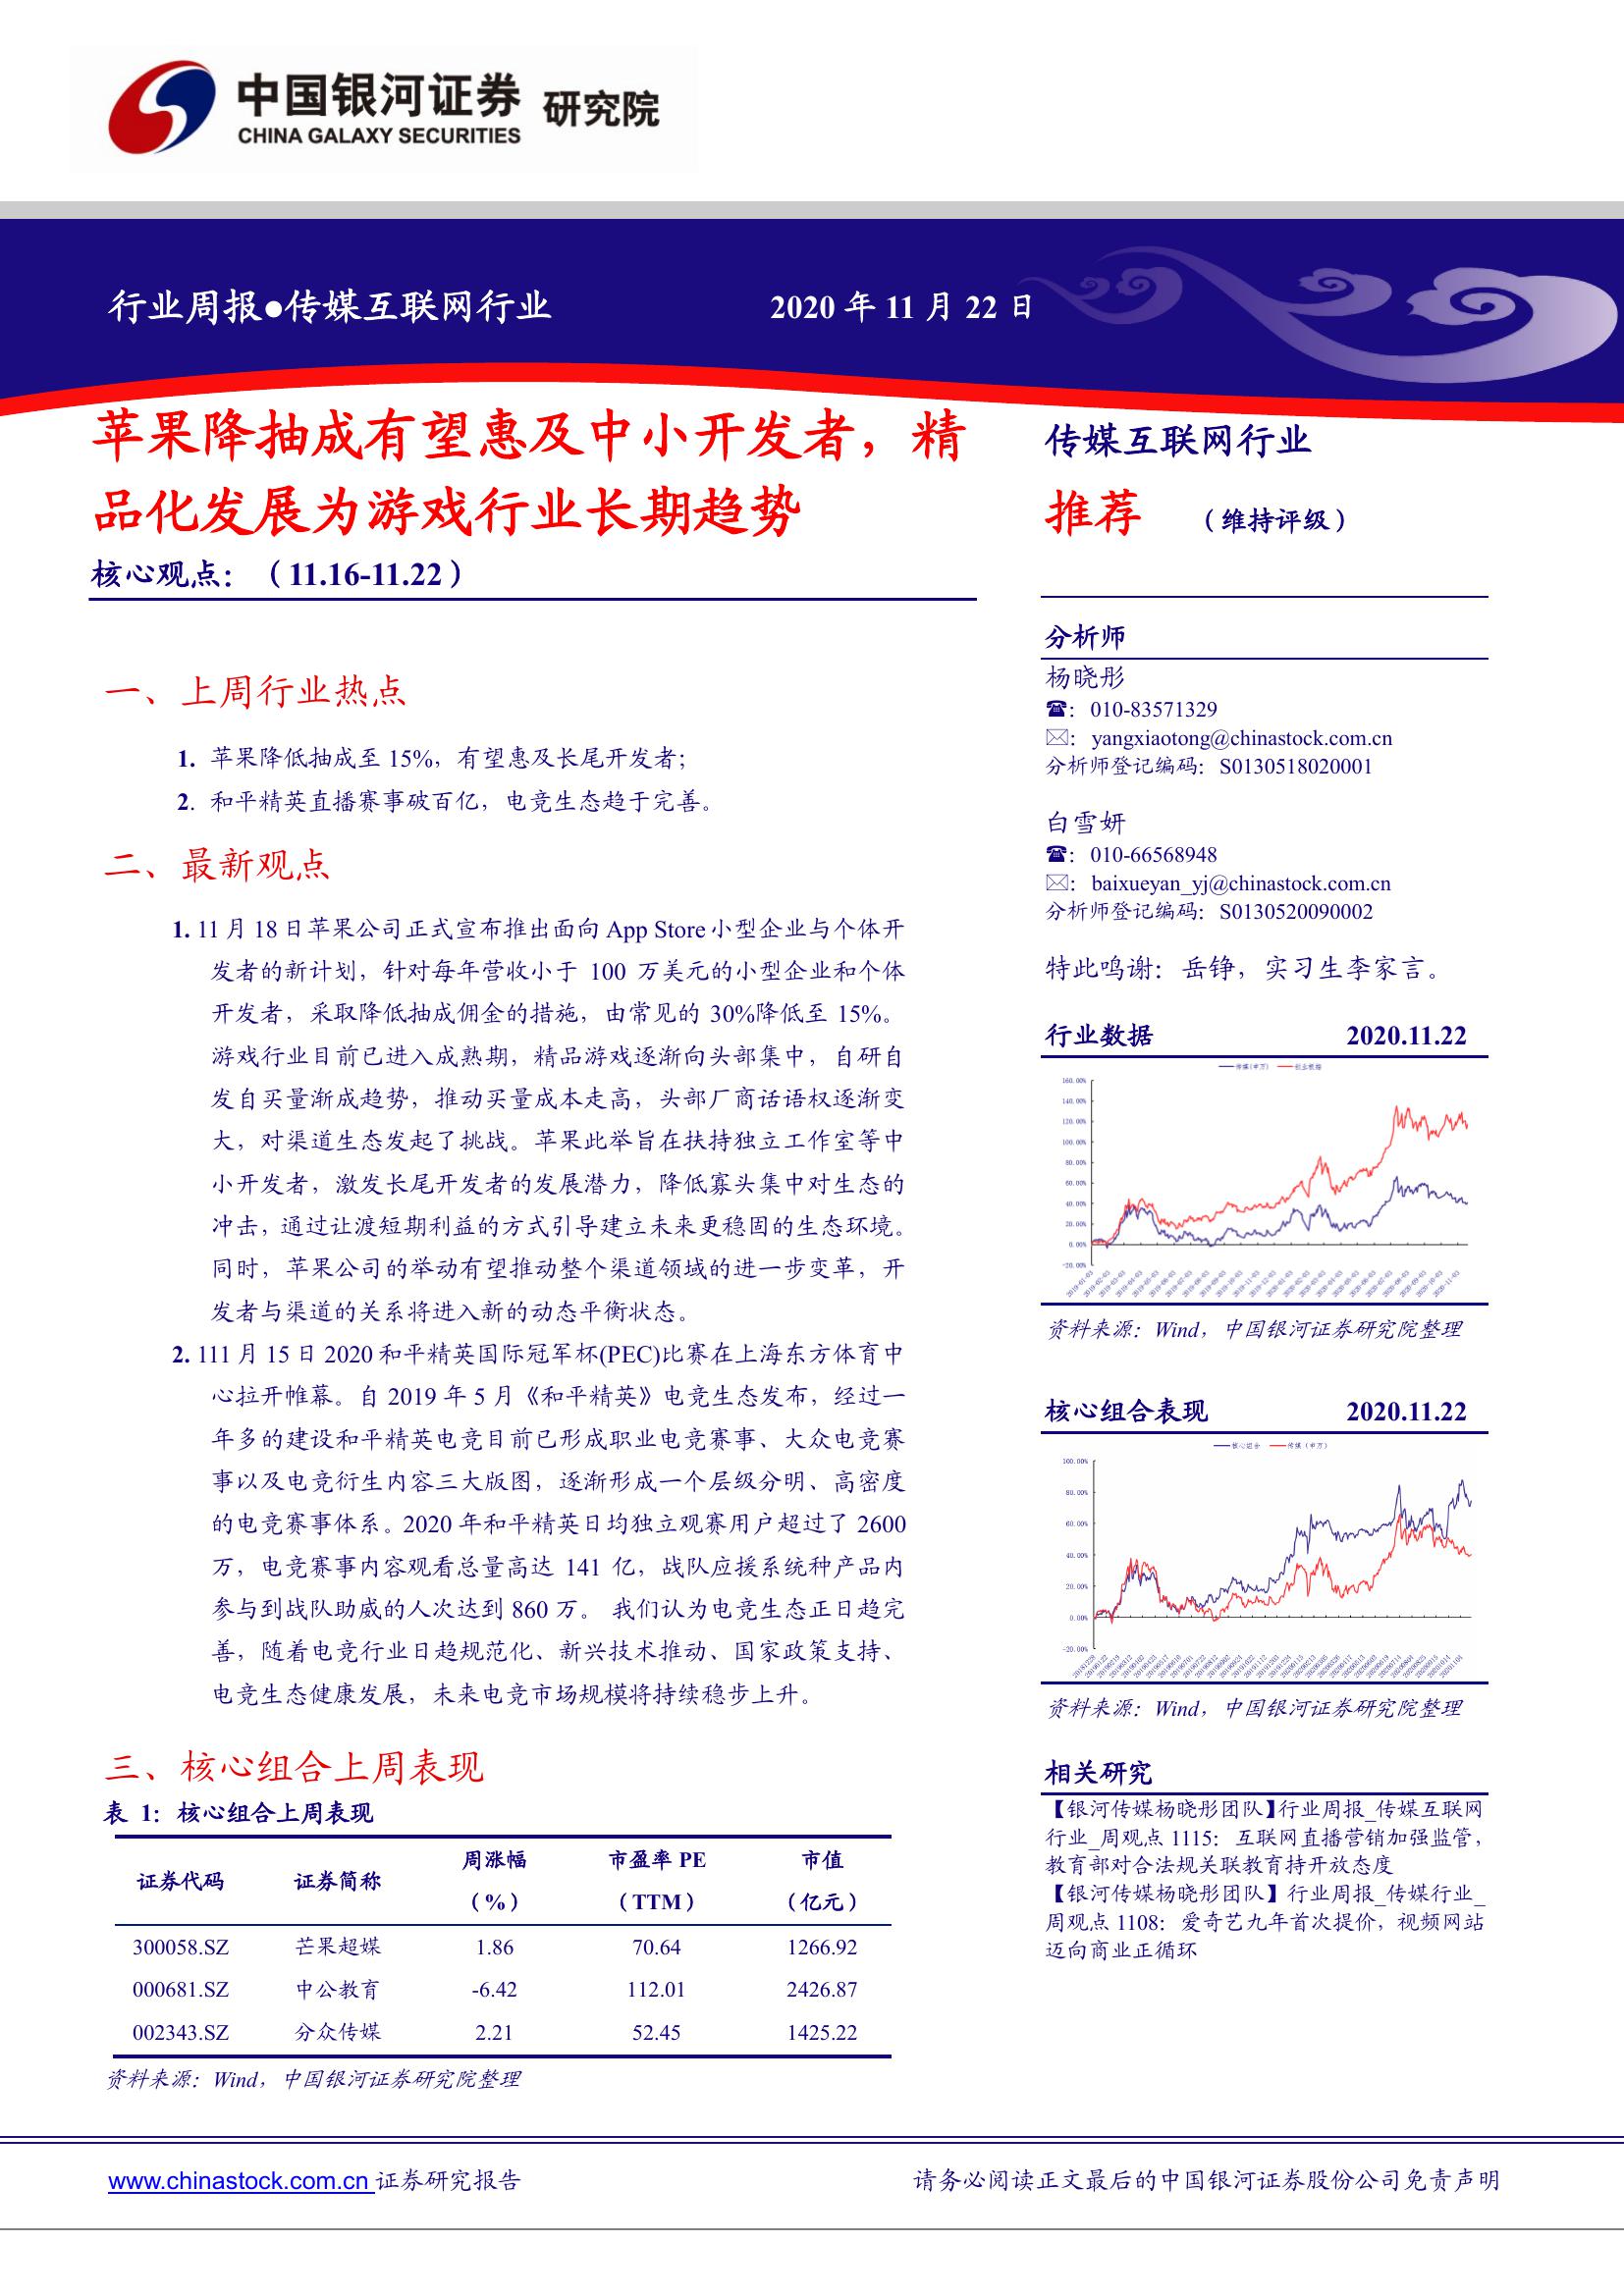 中国银河证券 研究院
CHINA GALAXY SECURITIES
行业周报●传媒互联网行业 2020 年 11 月 22 日
苹果降抽成有望惠及中小开发者，精
品化发展为游戏行业长期趋势
核心观点：（11.16-11.22）
一、上周行业热点
1. 苹果降低抽成至 15%，有望惠及长尾开发者；
2. 和平精英直播赛事破百亿，电竞生态趋于完善。
二、最新观点
1. 11 月 18 日苹果公司正式宣布推出面向 App Store 小型企业与个体开
发者的新计划，针对每年营收小于 100 万美元的小型企业和个体
开发者，采取降低抽成佣金的措施，由常见的 30%降低至 15%。
游戏行业目前已进入成熟期，精品游戏逐渐向头部集中，自研自
发自买量渐成趋势，推动买量成本走高，头部厂商话语权逐渐变
大，对渠道生态发起了挑战。苹果此举旨在扶持独立工作室等中
小开发者，激发长尾开发者的发展潜力，降低寡头集中对生态的
冲击，通过让渡短期利益的方式引导建立未来更稳固的生态环境。
同时，苹果公司的举动有望推动整个渠道领域的进一步变革，开
发者与渠道的关系将进入新的动态平衡状态。
2. 111 月 15 日 2020 和平精英国际冠军杯(PEC)比赛在上海东方体育中
心拉开帷幕。自 2019 年 5 月《和平精英》电竞生态发布，经过一
年多的建设和平精英电竞目前已形成职业电竞赛事、大众电竞赛
事以及电竞衍生内容三大版图，逐渐形成一个层级分明、高密度
的电竞赛事体系。2020 年和平精英日均独立观赛用户超过了 2600
万，电竞赛事内容观看总量高达 141 亿，战队应援系统种产品内
参与到战队助威的人次达到 860 万。 我们认为电竞生态正日趋完
善，随着电竞行业日趋规范化、新兴技术推动、国家政策支持、
电竞生态健康发展，未来电竞市场规模将持续稳步上升。
三、核心组合上周表现
表 1：核心组合上周表现
证券代码 证券简称 周涨幅（%） 市盈率 PE（TTM） 市值（亿元）
300058.SZ 芒果超媒 1.86 70.64 1266.92
000681.SZ 中公教育 -6.42 112.01 2426.87
002343.SZ 分众传媒 2.21 52.45 1425.22
资料来源：Wind，中国银河证券研究院整理
传媒互联网行业
推荐 （维持评级）
分析师
杨晓彤
☎：010-83571329
✉：yangxiaotong@chinastock.com.cn
分析师登记编码：S0130518020001
白雪妍
☎：010-66568948
✉：baixueyan_yj@chinastock.com.cn
分析师登记编码：S0130520090002
特此鸣谢：岳铮，实习生李家言。
行业数据 2020.11.22
传媒(申万)
160.00%
140.00%
120.00%
100.00%
80.00%
60.00%
40.00%
20.00%
0.00%
-20.00%
资料来源：Wind，中国银河证券研究院整理
核心组合表现 2020.11.22
核心组合 传媒（申万）
100.00%
80.00%
60.00%
40.00%
20.00%
0.00%
-20.00%
资料来源：Wind，中国银河证券研究院整理
相关研究
【银河传媒杨晓彤团队】行业周报_传媒互联网
行业_周观点 1115：互联网直播营销加强监管，
教育部对合法规关联教育持开放态度
【银河传媒杨晓彤团队】行业周报_传媒行业_
周观点 1108：爱奇艺九年首次提价，视频网站
迈向商业正循环
www.chinastock.com.cn 证券研究报告 请务必阅读正文最后的中国银河证券股份公司免责声明